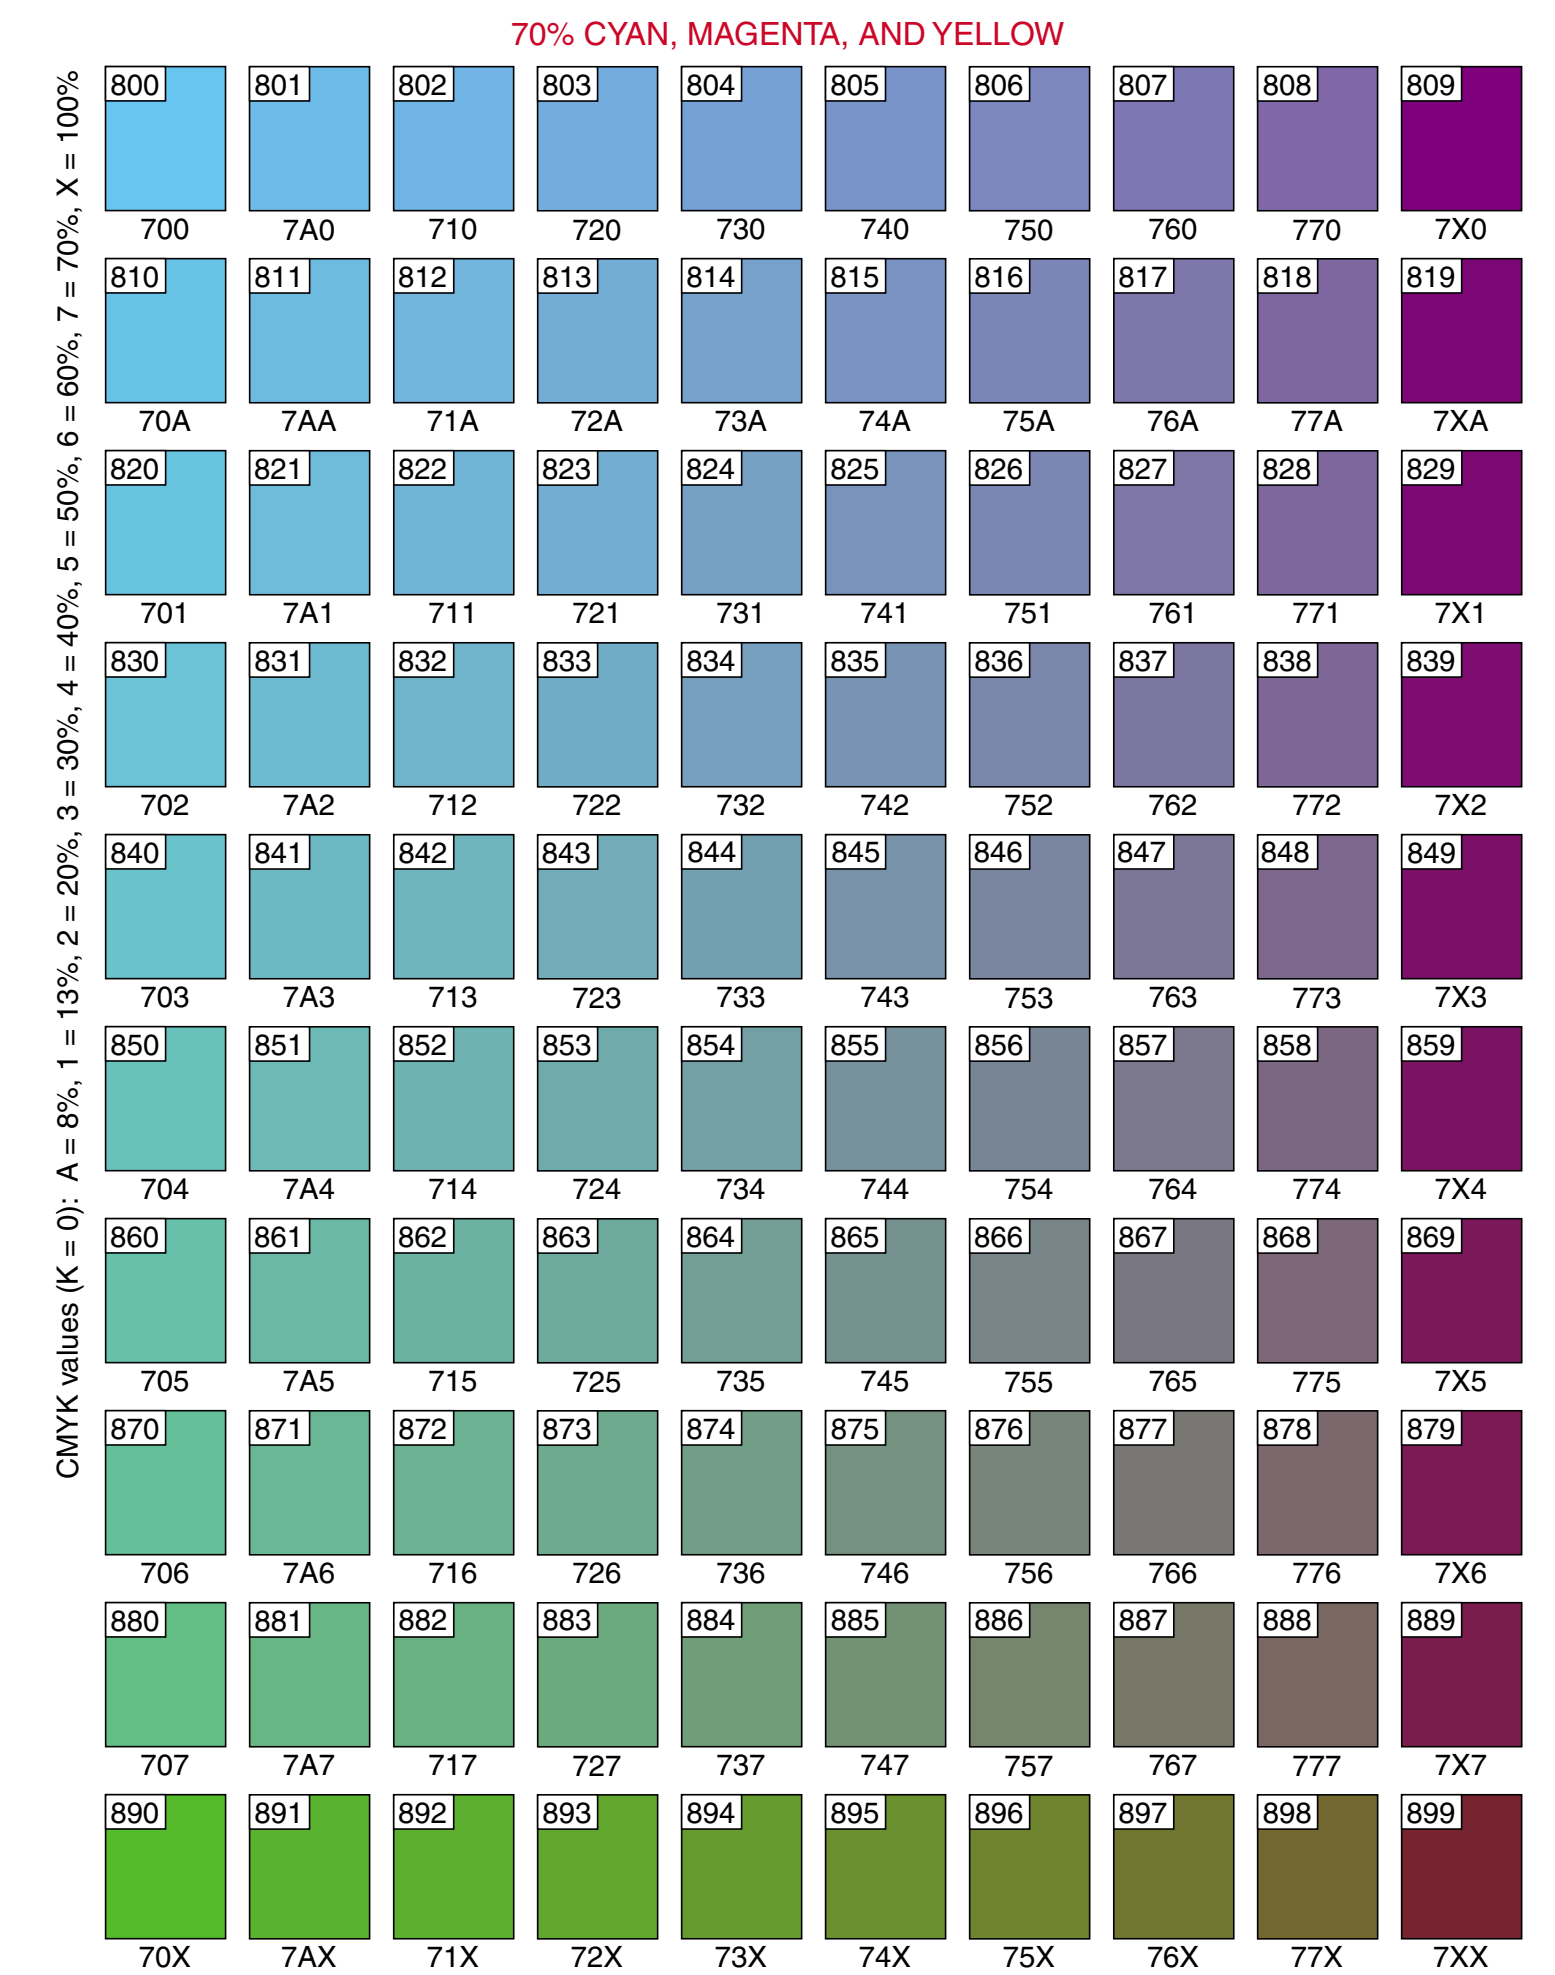 70% CYAN, MAGENTA, AND YELLOW
CMYK values (K = 0): A = 8%, 1 = 13%, 2 = 20%, 3 = 30%, 4 = 40%, 5 = 50%, 6 = 60%, 7 = 70%, X = 100%
800 801 802 803 804 805 806 807 808 809
700 7A0 710 720 730 740 750 760 770 7X0
810 811 812 813 814 815 816 817 818 819
70A 7AA 71A 72A 73A 74A 75A 76A 77A 7XA
820 821 822 823 824 825 826 827 828 829
701 7A1 711 721 731 741 751 761 771 7X1
830 831 832 833 834 835 836 837 838 839
702 7A2 712 722 732 742 752 762 772 7X2
840 841 842 843 844 845 846 847 848 849
703 7A3 713 723 733 743 753 763 773 7X3
850 851 852 853 854 855 856 857 858 859
704 7A4 714 724 734 744 754 764 774 7X4
860 861 862 863 864 865 866 867 868 869
705 7A5 715 725 735 745 755 765 775 7X5
870 871 872 873 874 875 876 877 878 879
706 7A6 716 726 736 746 756 766 776 7X6
880 881 882 883 884 885 886 887 888 889
707 7A7 717 727 737 747 757 767 777 7X7
890 891 892 893 894 895 896 897 898 899
70X 7AX 71X 72X 73X 74X 75X 76X 77X 7XX